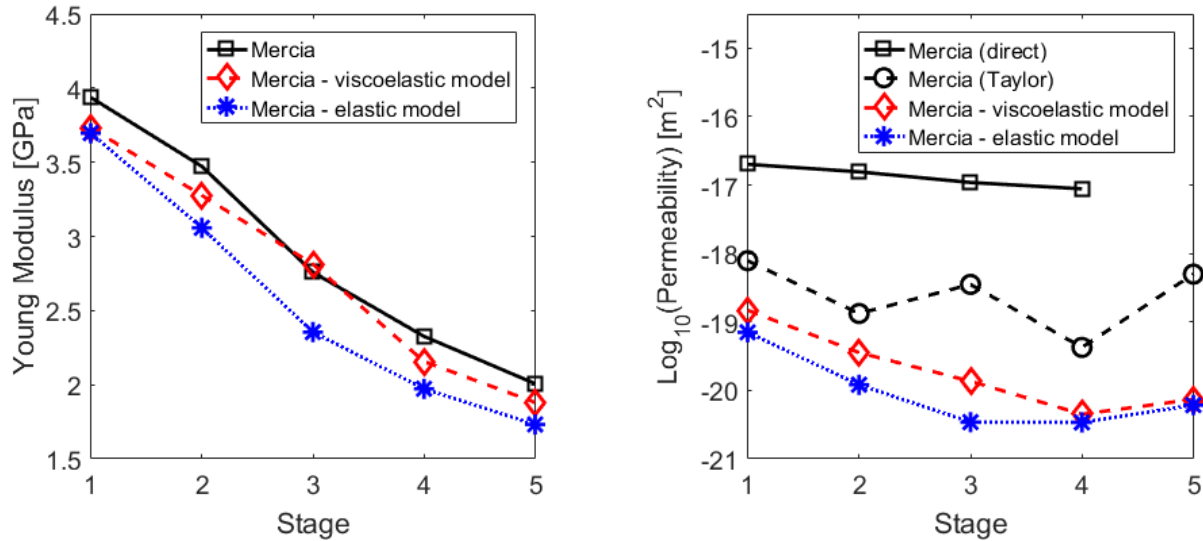 4.5
4
3.5
3
2.5
2
1.5
Young Modulus [GPa]
Mercia
Mercia - viscoelastic model
Mercia - elastic model
1 2 3 4 5
Stage
-15
-16
-17
-18
-19
-20
-21
Log₁₀(Permeability) [m²]
Mercia (direct)
Mercia (Taylor)
Mercia - viscoelastic model
Mercia - elastic model
1 2 3 4 5
Stage